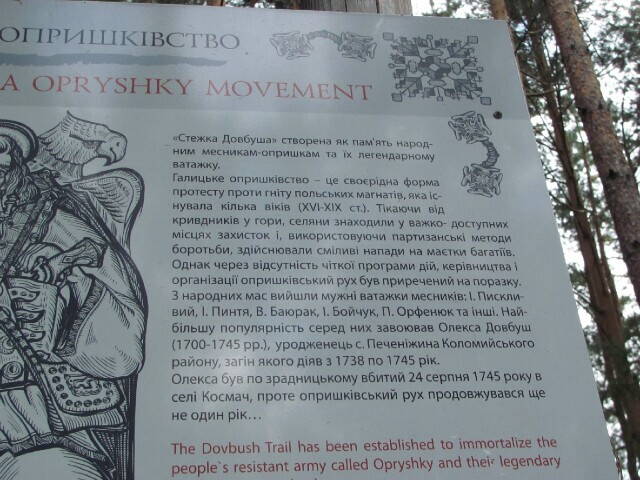 ОПРИШКІВСТВО
A OPRYSHKY MOVEMENT
«Стежка Довбуша» створена як пам'ять народ-
ним месникам-опришкам та їх легендарному
ватажку.
Галицьке опришківство – це своєрідна форма
протесту проти гніту польських магнатів, яка іс-
нувала кілька віків (XVI-XIX ст.). Тікаючи від
кривдників у гори, селяни знаходили у важко- доступних
місцях захисток і, використовуючи партизанські методи
боротьби, здійснювали сміливі напади на маєтки багатіїв.
Однак через відсутність чіткої програми дій, керівництва і
організації опришківський рух був приречений на поразку.
З народних мас вийшли мужні ватажки месників: І. Пискли-
вий, І. Пинтя, В. Баюрак, І. Бойчук, П. Орфенюк та інші. Най-
більшу популярність серед них завоював Олекса Довбуш
(1700-1745 рр.), уродженець с. Печеніжина Коломийського
району, загін якого діяв з 1738 по 1745 рік.
Олекса був по зрадницькому вбитий 24 серпня 1745 року в
селі Космач, проте опришківський рух продовжувався ще
не один рік…
The Dovbush Trail has been established to immortalize the
people`s resistant army called Opryshky and their legendary